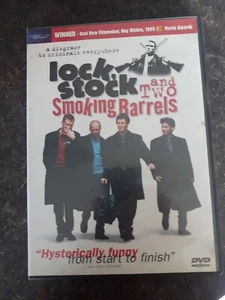 WINNER - Best New Filmmaker, Guy Ritchie, 1999 Movie Awards
a disgrace
to criminals everywhere
lock,
stock and
TWO
Smoking Barrels
"Hysterically funny
from start to finish"
DVD